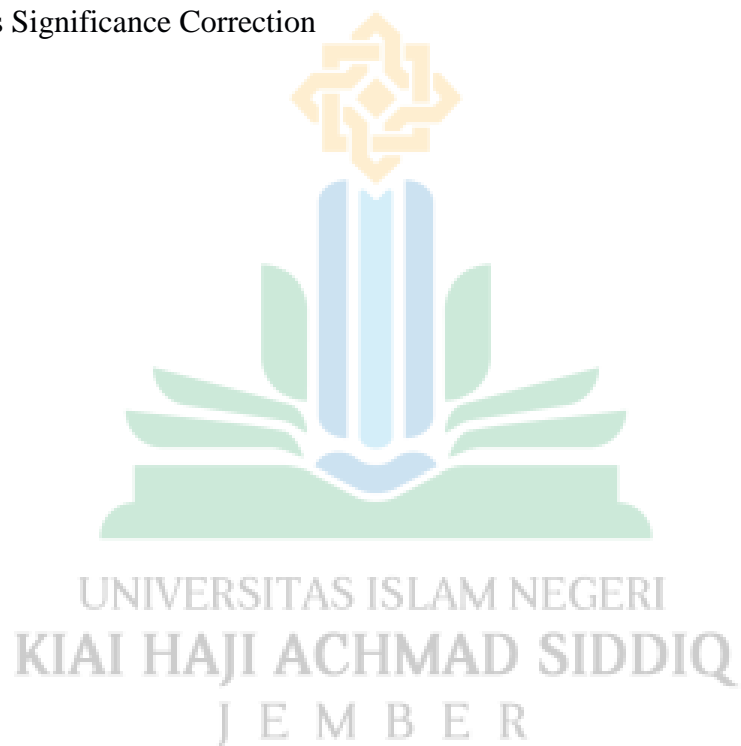 s Significance Correction
UNIVERSITAS ISLAM NEGERI
KIAI HAJI ACHMAD SIDDIQ
J E M B E R